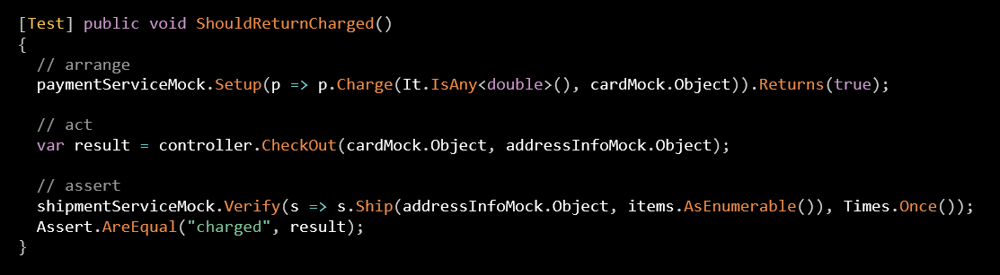 [Test] public void ShouldReturnCharged()
{
  // arrange
  paymentServiceMock.Setup(p => p.Charge(It.IsAny<double>(), cardMock.Object)).Returns(true);

  // act
  var result = controller.CheckOut(cardMock.Object, addressInfoMock.Object);

  // assert
  shipmentServiceMock.Verify(s => s.Ship(addressInfoMock.Object, items.AsEnumerable()), Times.Once());
  Assert.AreEqual("charged", result);
}